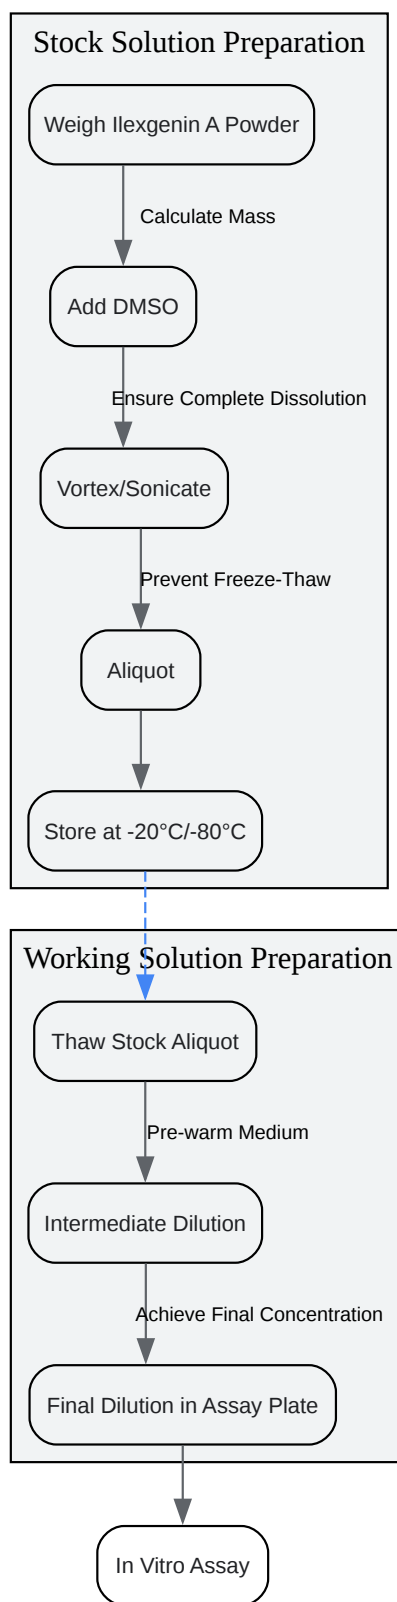 Stock Solution Preparation
Weigh Ilexgenin A Powder
Calculate Mass
Add DMSO
Ensure Complete Dissolution
Vortex/Sonicate
Prevent Freeze-Thaw
Aliquot
Store at -20°C/-80°C
Working Solution Preparation
Thaw Stock Aliquot
Pre-warm Medium
Intermediate Dilution
Achieve Final Concentration
Final Dilution in Assay Plate
In Vitro Assay